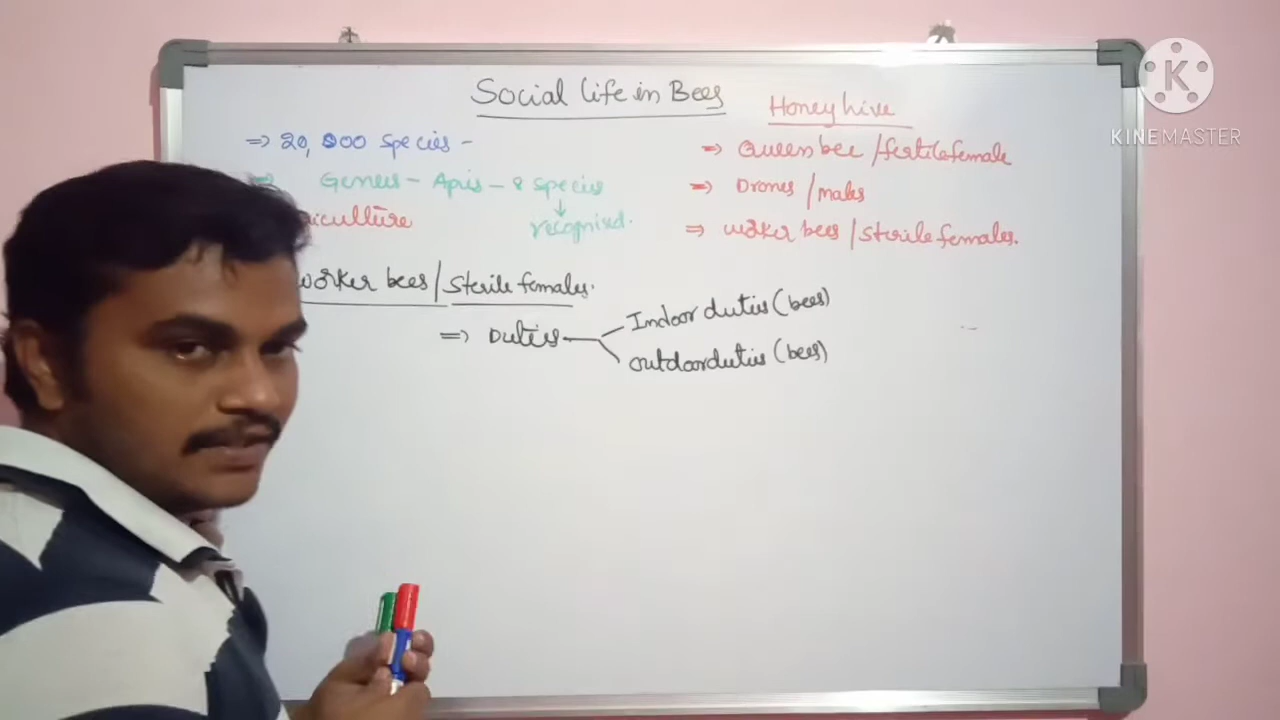 Social life in Bees
Honey hive
⇒ 20,000 species -
⇒ Queen bee / fertile female
⇒ Genus - Apis - 8 species
↓
recognised.
⇒ Drones / males
iculture
⇒ worker bees / sterile females.
worker bees / sterile females.
⇒ Duties
Indoor duties (bees)
outdoor duties (bees)
K
KINEMASTER